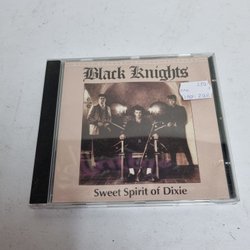 Black Knights
Sweet Spirit of Dixie